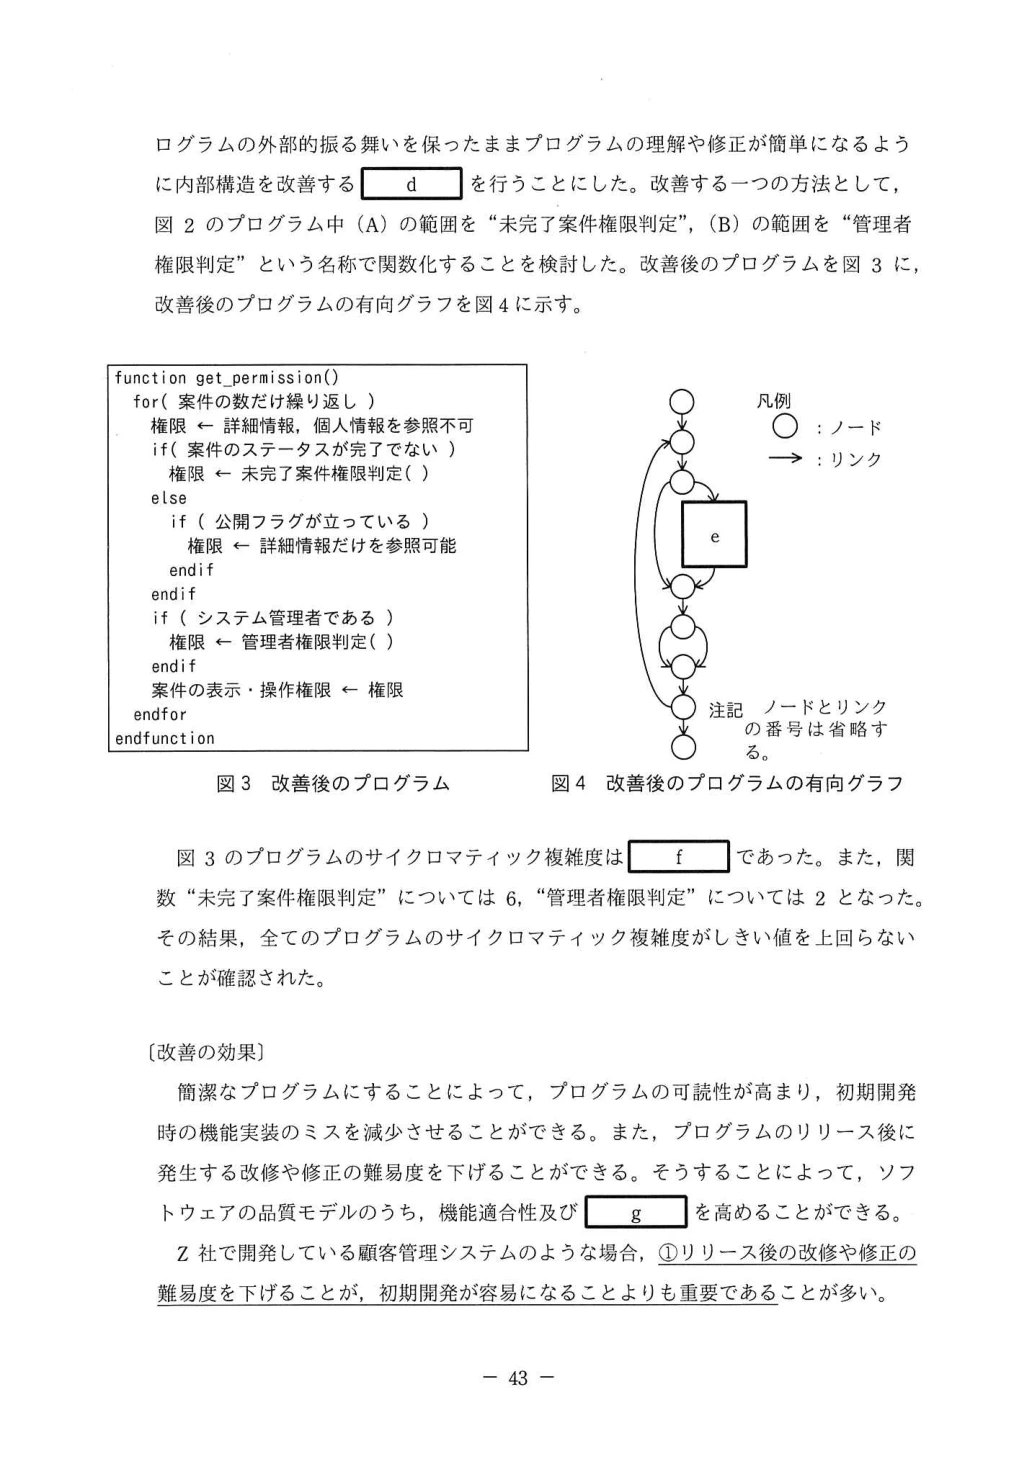 ログラムの外部的振る舞いを保ったままプログラムの理解や修正が簡単になるよう
に内部構造を改善する d を行うことにした。改善する一つの方法として，
図 2 のプログラム中（A）の範囲を“未完了案件権限判定”，（B）の範囲を“管理者
権限判定”という名称で関数化することを検討した。改善後のプログラムを図 3 に，
改善後のプログラムの有向グラフを図 4 に示す。
function get_permission()
for( 案件の数だけ繰り返し )
権限 ← 詳細情報，個人情報を参照不可
if( 案件のステータスが完了でない )
権限 ← 未完了案件権限判定( )
else
if ( 公開フラグが立っている )
権限 ← 詳細情報だけを参照可能
endif
endif
if ( システム管理者である )
権限 ← 管理者権限判定( )
endif
案件の表示・操作権限 ← 権限
endfor
endfunction
凡例
：ノード
：リンク
e
注記 ノードとリンク
の番号は省略す
る。
図 3 改善後のプログラム
図 4 改善後のプログラムの有向グラフ
図 3 のプログラムのサイクロマティック複雑度は f であった。また，関
数“未完了案件権限判定”については 6，“管理者権限判定”については 2 となった。
その結果，全てのプログラムのサイクロマティック複雑度がしきい値を上回らない
ことが確認された。
〔改善の効果〕
簡潔なプログラムにすることによって，プログラムの可読性が高まり，初期開発
時の機能実装のミスを減少させることができる。また，プログラムのリリース後に
発生する改修や修正の難易度を下げることができる。そうすることによって，ソフ
トウェアの品質モデルのうち，機能適合性及び g を高めることができる。
Z 社で開発している顧客管理システムのような場合，①リリース後の改修や修正の
難易度を下げることが，初期開発が容易になることよりも重要であることが多い。
－ 43 －